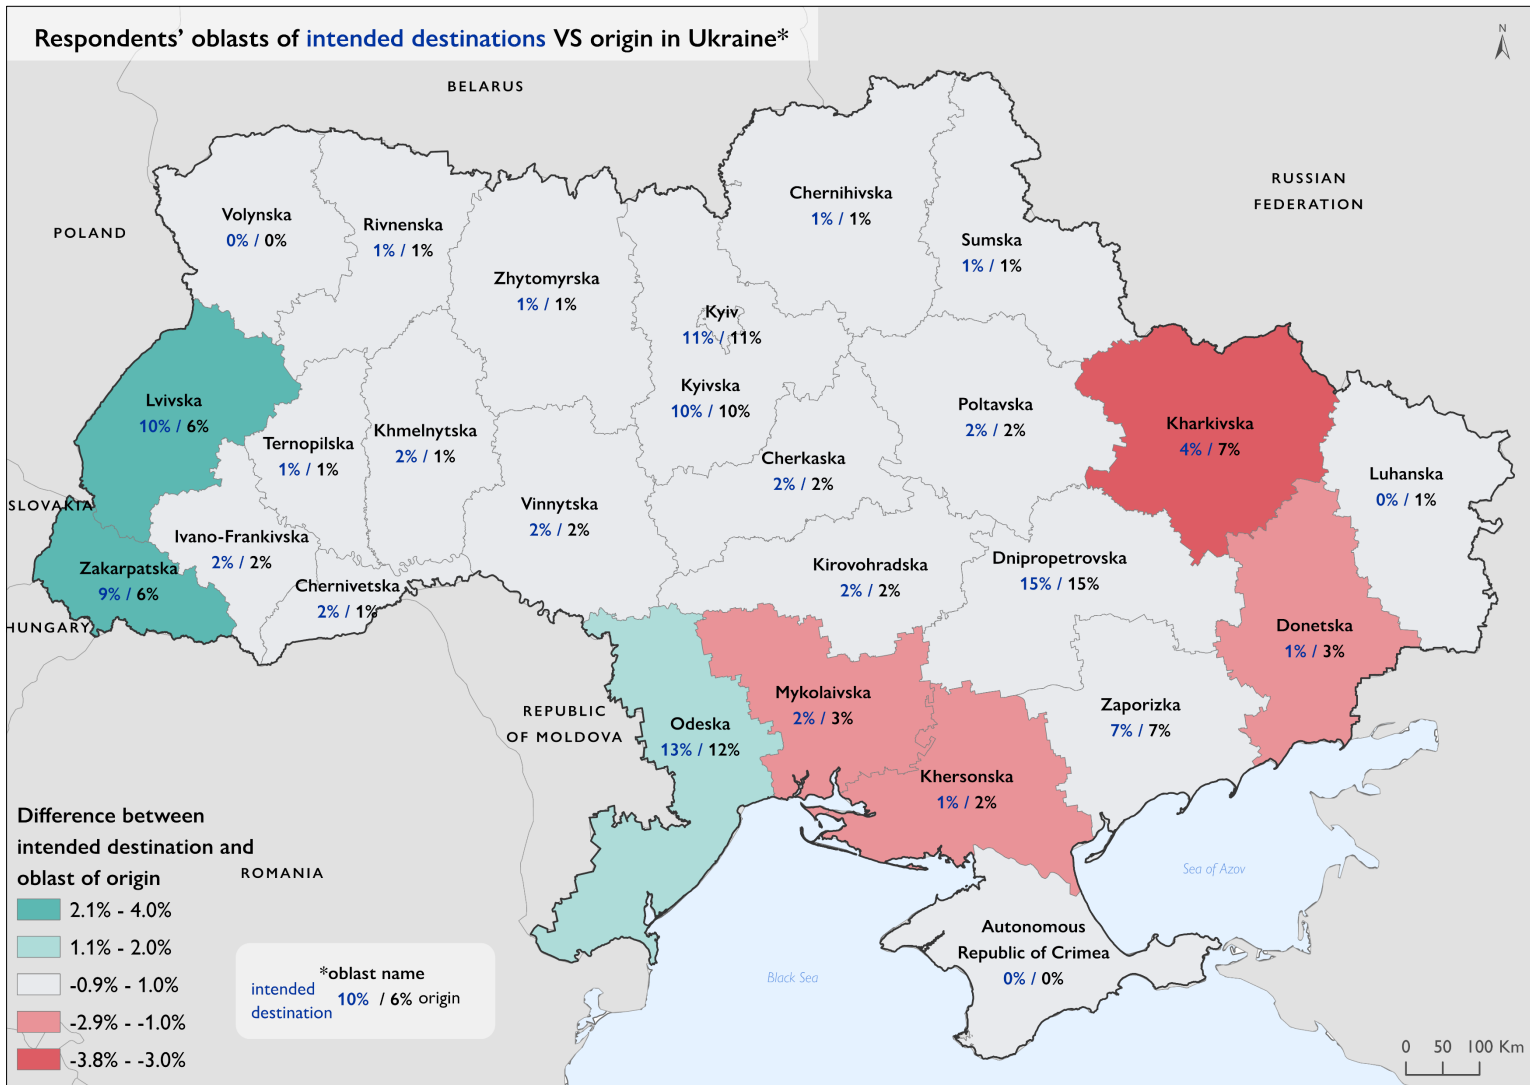 Respondents' oblasts of intended destinations VS origin in Ukraine*
N
BELARUS
RUSSIAN
FEDERATION
POLAND
Volynska
0% / 0%
Rivnenska
1% / 1%
Zhytomyrska
1% / 1%
Chernihivska
1% / 1%
Sumska
1% / 1%
Kyiv
11% / 11%
Kyivska
10% / 10%
Lvivska
10% / 6%
Ternopilska
1% / 1%
Khmelnytska
2% / 1%
Cherkaska
2% / 2%
Poltavska
2% / 2%
Kharkivska
4% / 7%
Luhanska
0% / 1%
SLOVAKIA
Ivano-Frankivska
2% / 2%
Vinnytska
2% / 2%
Zakarpatska
9% / 6%
Chernivetska
2% / 1%
Kirovohradska
2% / 2%
Dnipropetrovska
15% / 15%
HUNGARY
Donetska
1% / 3%
REPUBLIC
OF MOLDOVA
Odeska
13% / 12%
Mykolaivska
2% / 3%
Zaporizka
7% / 7%
Khersonska
1% / 2%
ROMANIA
Sea of Azov
Autonomous
Republic of Crimea
0% / 0%
Black Sea
Difference between
intended destination and
oblast of origin
2.1% - 4.0%
1.1% - 2.0%
-0.9% - 1.0%
-2.9% - -1.0%
-3.8% - -3.0%
*oblast name
intended
destination
10% / 6% origin
0 50 100 Km